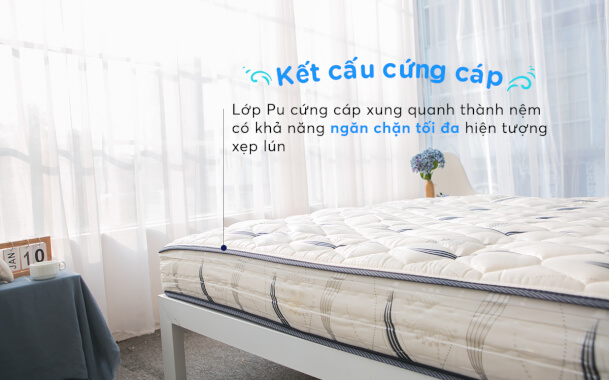 Kết cấu cứng cáp
Lớp Pu cứng cáp xung quanh thành nệm
có khả năng ngăn chặn tối đa hiện tượng
xẹp lún
JAN
10